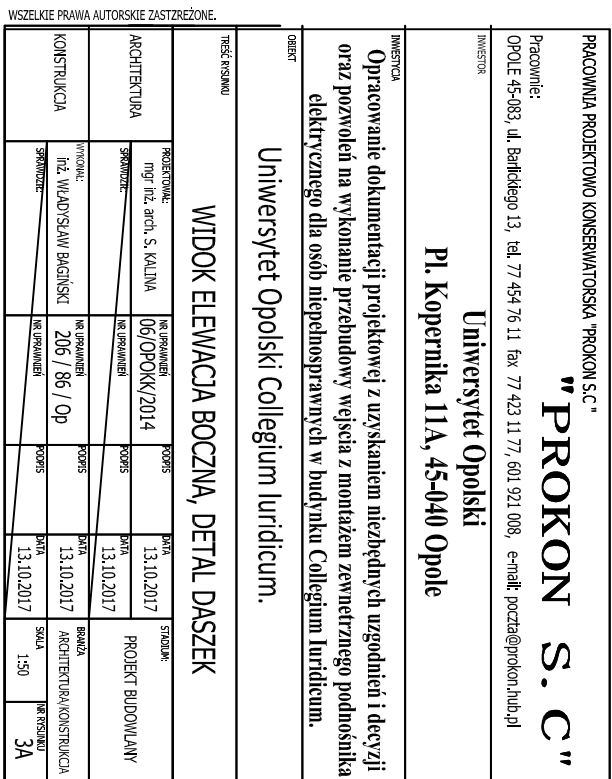 WSZELKIE PRAWA AUTORSKIE ZASTRZEŻONE.
PRACOWNIA PROJEKTOWO KONSERWATORSKA "PROKON S.C "
"PROKON S. C"
Pracownie:
OPOLE 45-083, ul. Barlickiego 13, tel. 77 454 76 11 fax 77 423 11 77, 601 921 008, e-mail: poczta@prokon.hub.pl
INWESTOR
Uniwersytet Opolski
Pl. Kopernika 11A, 45-040 Opole
INWESTYCJA
Opracowanie dokumentacji projektowej z uzyskaniem niezbędnych uzgodnień i decyzji
oraz pozwoleń na wykonanie przebudowy wejscia z montażem zewnetrznego podnośnika
elektrycznego dla osób niepełnosprawnych w budynku Collegium Iuridicum.
OBIEKT
Uniwersytet Opolski Collegium Iuridicum.
TREŚĆ RYSUNKU
WIDOK ELEWACJA BOCZNA, DETAL DASZEK
ARCHITEKTURA
PROJEKTOWAŁ:
mgr inż. arch. S. KALINA
NR UPRAWNIEŃ
06/OPOKK/2014
PODPIS
DATA
13.10.2017
STADIUM:
PROJEKT BUDOWLANY
SPRAWDZIŁ:
NR UPRAWNIEŃ
PODPIS
DATA
13.10.2017
KONSTRUKCJA
WYKONAŁ:
inż. WŁADYSŁAW BAGIŃSKI
NR UPRAWNIEŃ
206 / 86 / Op
PODPIS
DATA
13.10.2017
BRANŻA
ARCHITEKTURA/KONSTRUKCJA
SPRAWDZIŁ:
NR UPRAWNIEŃ
PODPIS
DATA
13.10.2017
SKALA
1:50
NR RYSUNKU
3A